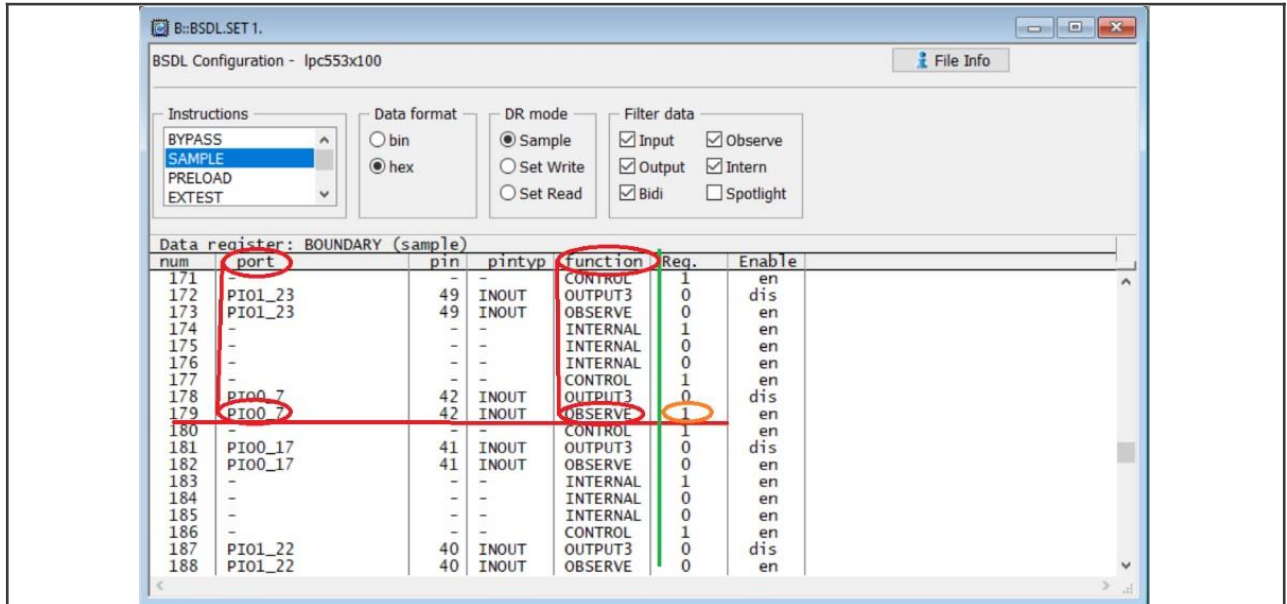 B::BSDL.SET 1.
BSDL Configuration - lpc553x100
File Info
Instructions Data format DR mode Filter data
BYPASS bin Sample Input Observe
SAMPLE hex Set Write Output Intern
PRELOAD Set Read Bidi Spotlight
EXTEST
Data register: BOUNDARY (sample)
num port pin pintyp function Reg. Enable
171 - - - CONTROL 1 en
172 PIO1_23 49 INOUT OUTPUT3 0 dis
173 PIO1_23 49 INOUT OBSERVE 0 en
174 - - - INTERNAL 1 en
175 - - - INTERNAL 0 en
176 - - - INTERNAL 0 en
177 - - - CONTROL 1 en
178 PIO0_7 42 INOUT OUTPUT3 0 dis
179 PIO0_7 42 INOUT OBSERVE 1 en
180 - - - CONTROL 1 en
181 PIO0_17 41 INOUT OUTPUT3 0 dis
182 PIO0_17 41 INOUT OBSERVE 0 en
183 - - - INTERNAL 1 en
184 - - - INTERNAL 0 en
185 - - - INTERNAL 0 en
186 - - - CONTROL 1 en
187 PIO1_22 40 INOUT OUTPUT3 0 dis
188 PIO1_22 40 INOUT OBSERVE 0 en